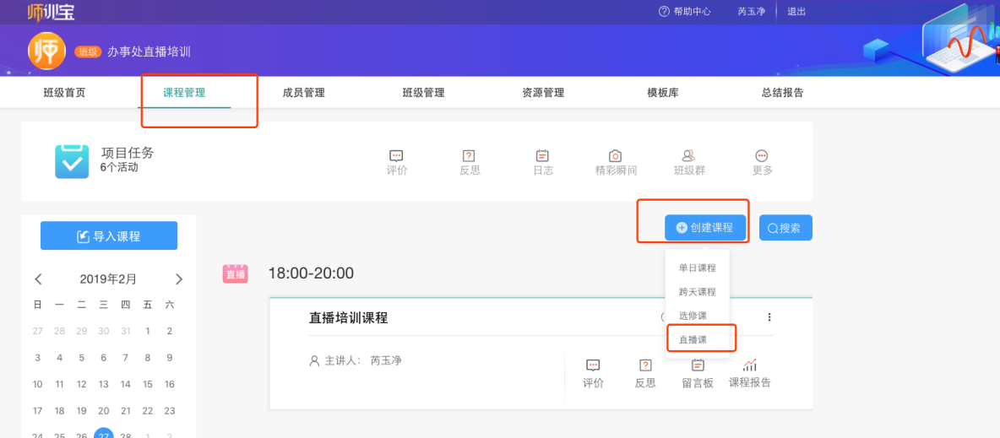 师训宝
帮助中心 芮玉净 退出
师 班级 办事处直播培训
班级首页 课程管理 成员管理 班级管理 资源管理 模板库 总结报告
项目任务
6个活动
评价 反思 日志 精彩瞬间 班级群 更多
导入课程
创建课程 搜索
单日课程
跨天课程
选修课
直播课
2019年2月
日 一 二 三 四 五 六
27 28 29 30 31 1 2
3 4 5 6 7 8 9
10 11 12 13 14 15 16
17 18 19 20 21 22 23
24 25 26 27 28 1 2
直播 18:00-20:00
直播培训课程
主讲人： 芮玉净
评价 反思 留言板 课程报告